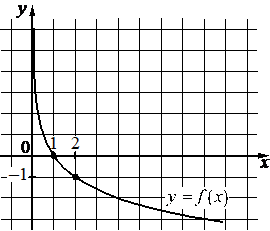 y
0 1 2 x
-1
y = f(x)